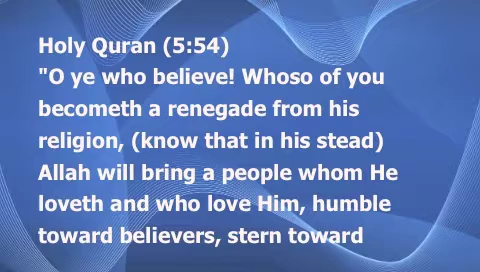 Holy Quran (5:54)
"O ye who believe! Whoso of you
becometh a renegade from his
religion, (know that in his stead)
Allah will bring a people whom He
loveth and who love Him, humble
toward believers, stern toward